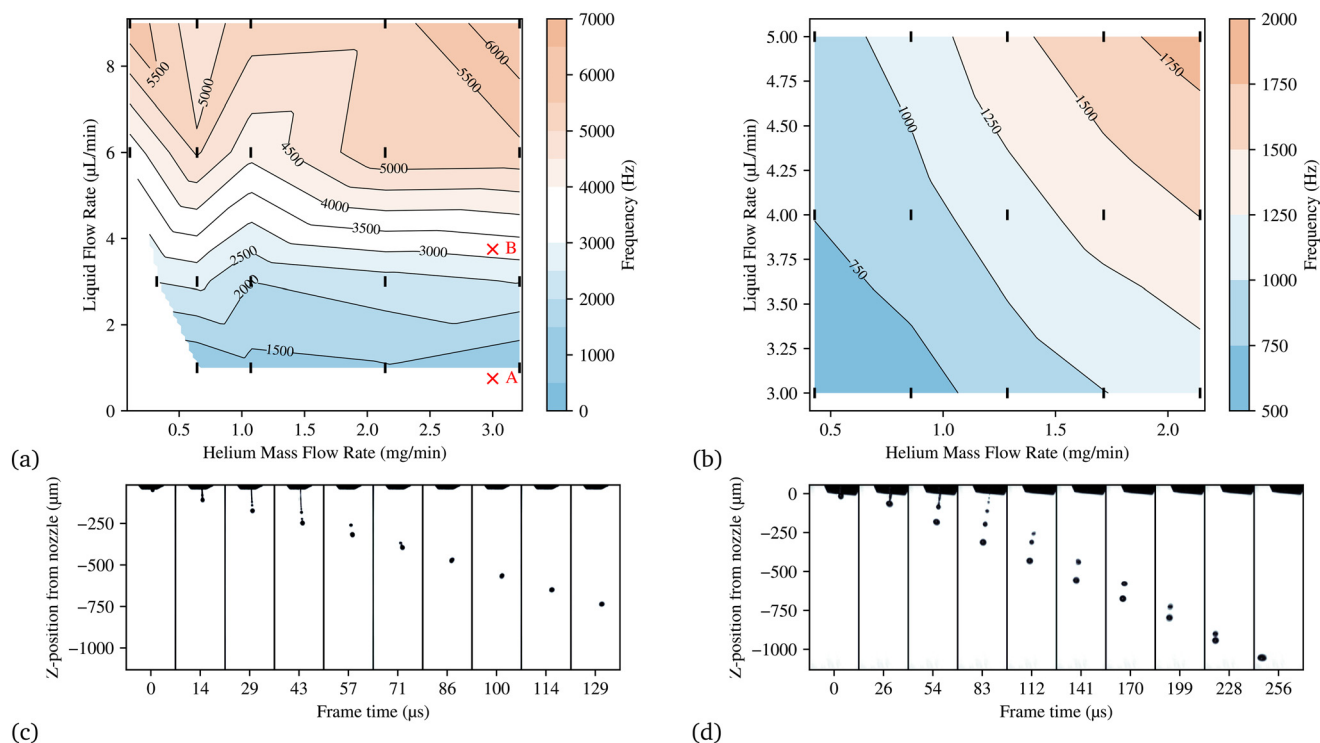 Liquid Flow Rate (µL/min)
8
6
4
2
0
5500
5000
6000
5500
4500
5000
4000
3500
3000
2500
2000
1500
B
A
0.5 1.0 1.5 2.0 2.5 3.0
Helium Mass Flow Rate (mg/min)
7000
6000
5000
4000
3000
2000
1000
0
Frequency (Hz)
(a)
Liquid Flow Rate (µL/min)
5.00
4.75
4.50
4.25
4.00
3.75
3.50
3.25
3.00
1750
1500
1250
1000
750
0.5 1.0 1.5 2.0
Helium Mass Flow Rate (mg/min)
2000
1750
1500
1250
1000
750
500
Frequency (Hz)
(b)
Z-position from nozzle (µm)
−250
−500
−750
−1000
0 14 29 43 57 71 86 100 114 129
Frame time (µs)
(c)
Z-position from nozzle (µm)
0
−250
−500
−750
−1000
0 26 54 83 112 141 170 199 228 256
Frame time (µs)
(d)